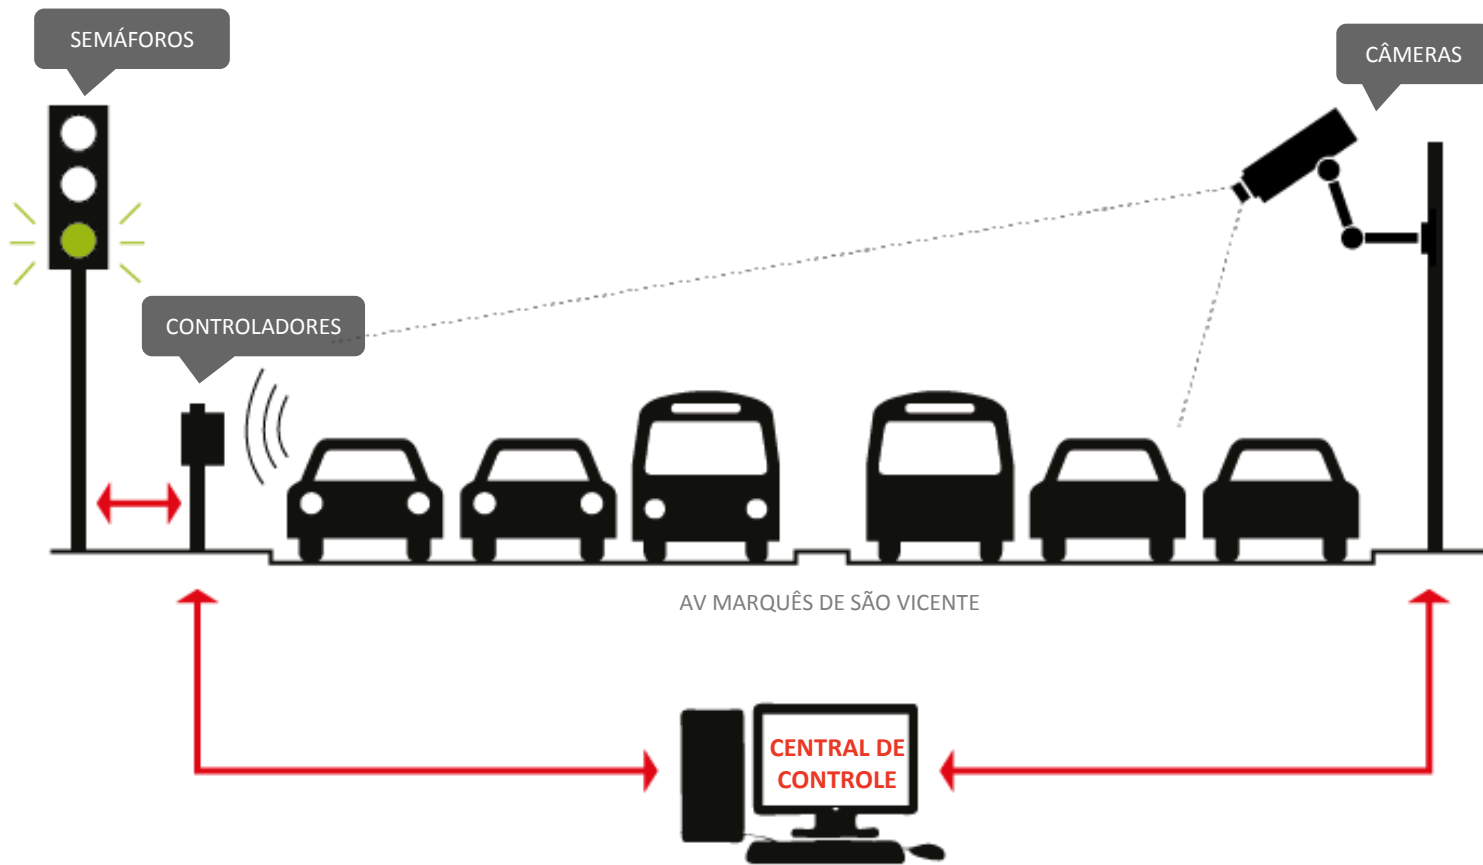 SEMÁFOROS
CÂMERAS
CONTROLADORES
AV MARQUÊS DE SÃO VICENTE
CENTRAL DE
CONTROLE